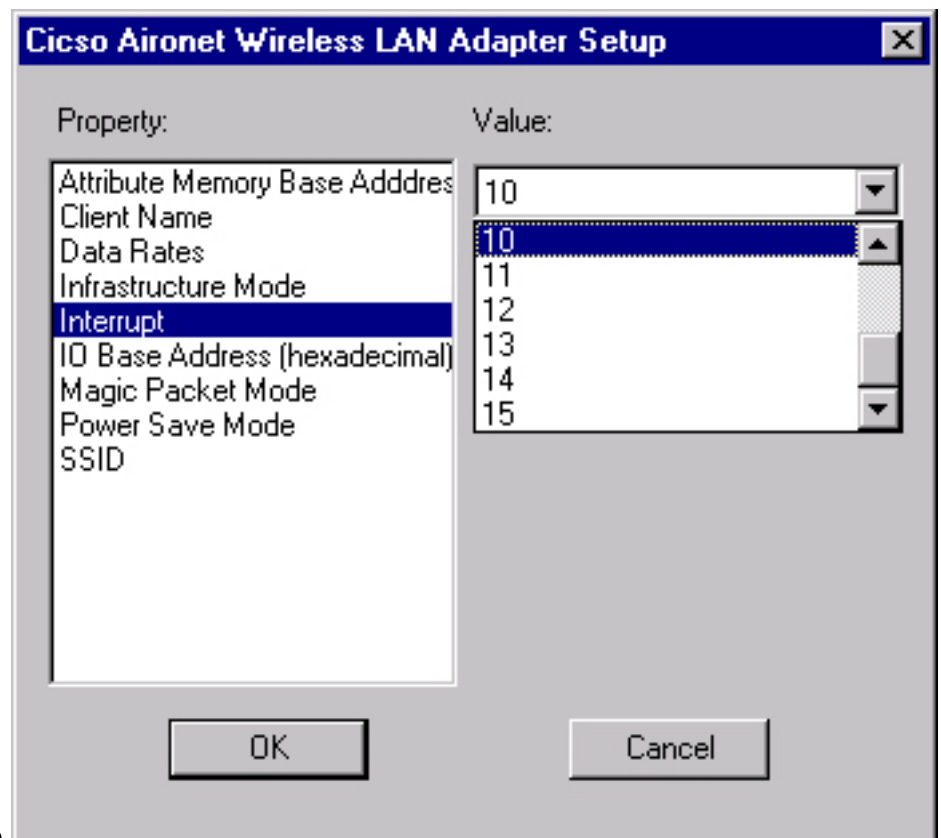 Cicso Aironet Wireless LAN Adapter Setup
Property:
Value:
Attribute Memory Base Adddres
Client Name
Data Rates
Infrastructure Mode
Interrupt
IO Base Address (hexadecimal)
Magic Packet Mode
Power Save Mode
SSID
10
10
11
12
13
14
15
OK
Cancel